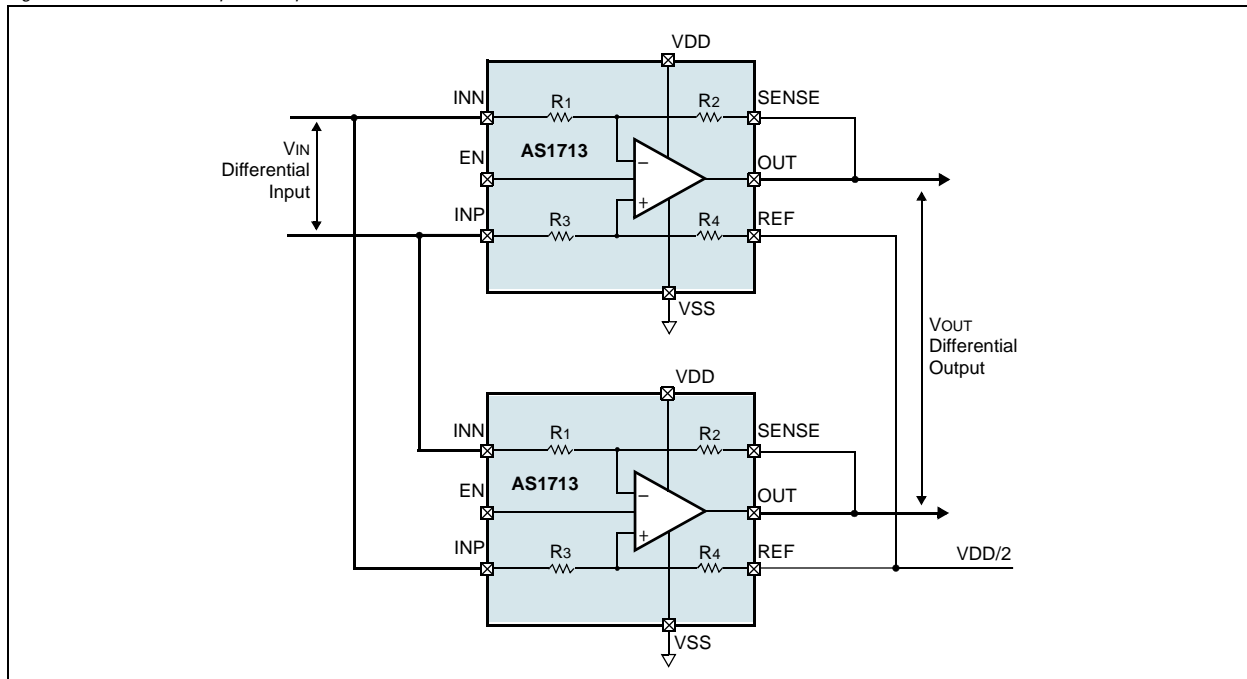 VDD
INN
R1
R2
SENSE
VIN
Differential
Input
EN
AS1713
−
OUT
+
INP
R3
R4
REF
VSS
VOUT
Differential
Output
VDD
INN
R1
R2
SENSE
EN
AS1713
−
OUT
+
INP
R3
R4
REF
VDD/2
VSS